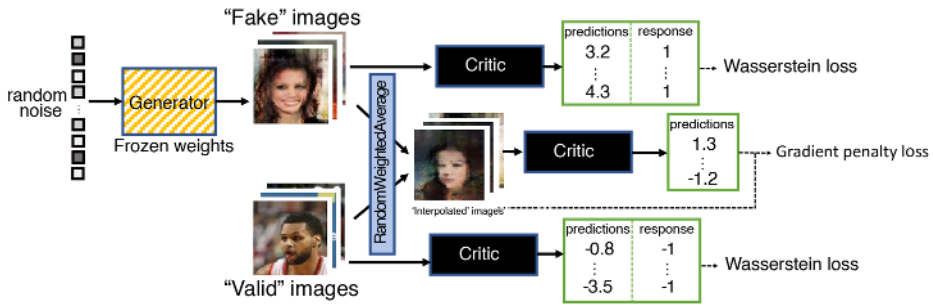 "Fake" images
predictions response
3.2 1
4.3 1
Critic
Wasserstein loss
random
noise
Generator
Frozen weights
RandomWeightedAverage
'Interpolated' images
Critic
predictions
1.3
-1.2
Gradient penalty loss
"Valid" images
Critic
predictions response
-0.8 -1
-3.5 -1
Wasserstein loss